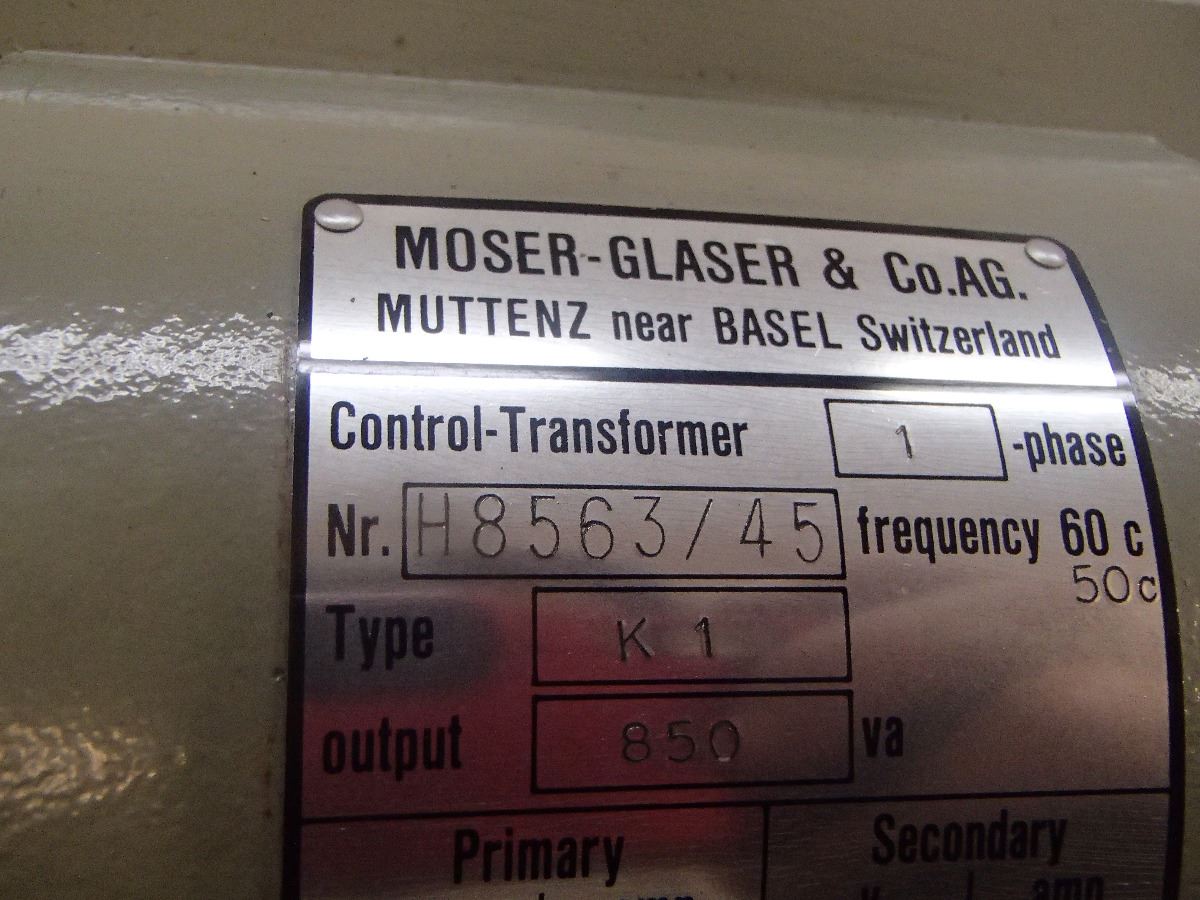 MOSER-GLASER & Co.AG.
MUTTENZ near BASEL Switzerland
Control-Transformer 1 -phase
Nr. H8563/45 frequency 60 c
50c
Type K 1
output 850 va
Primary Secondary